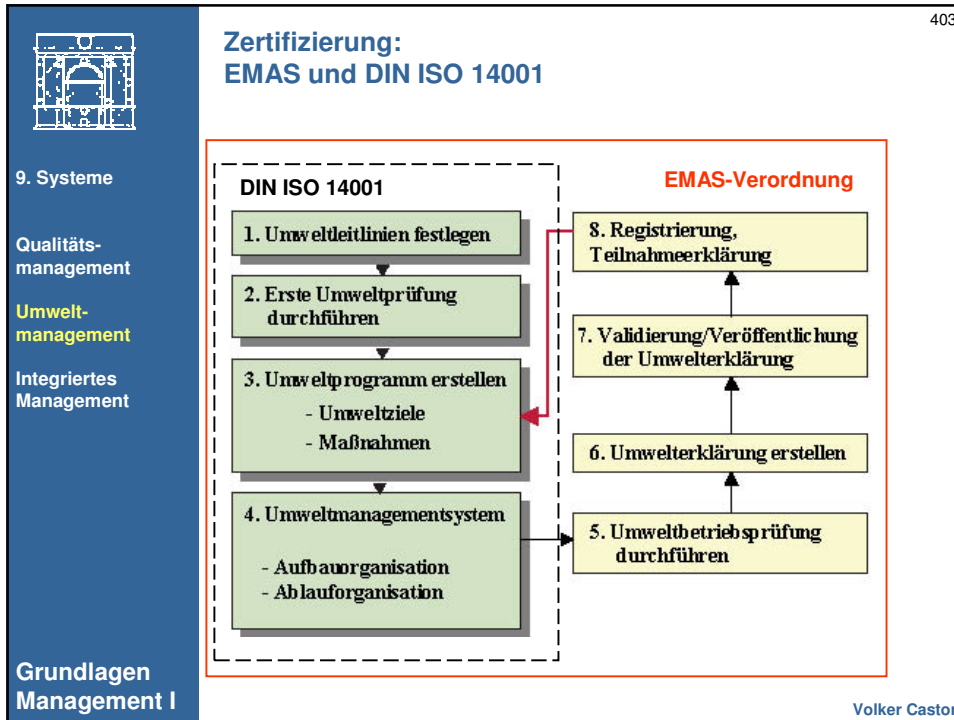 403
Zertifizierung:
EMAS und DIN ISO 14001
9. Systeme
Qualitäts-
management
Umwelt-
management
Integriertes
Management
Grundlagen
Management I
DIN ISO 14001
1. Umweltleitlinien festlegen
2. Erste Umweltprüfung
durchführen
3. Umweltprogramm erstellen
- Umweltziele
- Maßnahmen
4. Umweltmanagementsystem
- Aufbauorganisation
- Ablauforganisation
EMAS-Verordnung
8. Registrierung,
Teilnahmeerklärung
7. Validierung/Veröffentlichung
der Umwelterklärung
6. Umwelterklärung erstellen
5. Umweltbetriebsprüfung
durchführen
Volker Castor